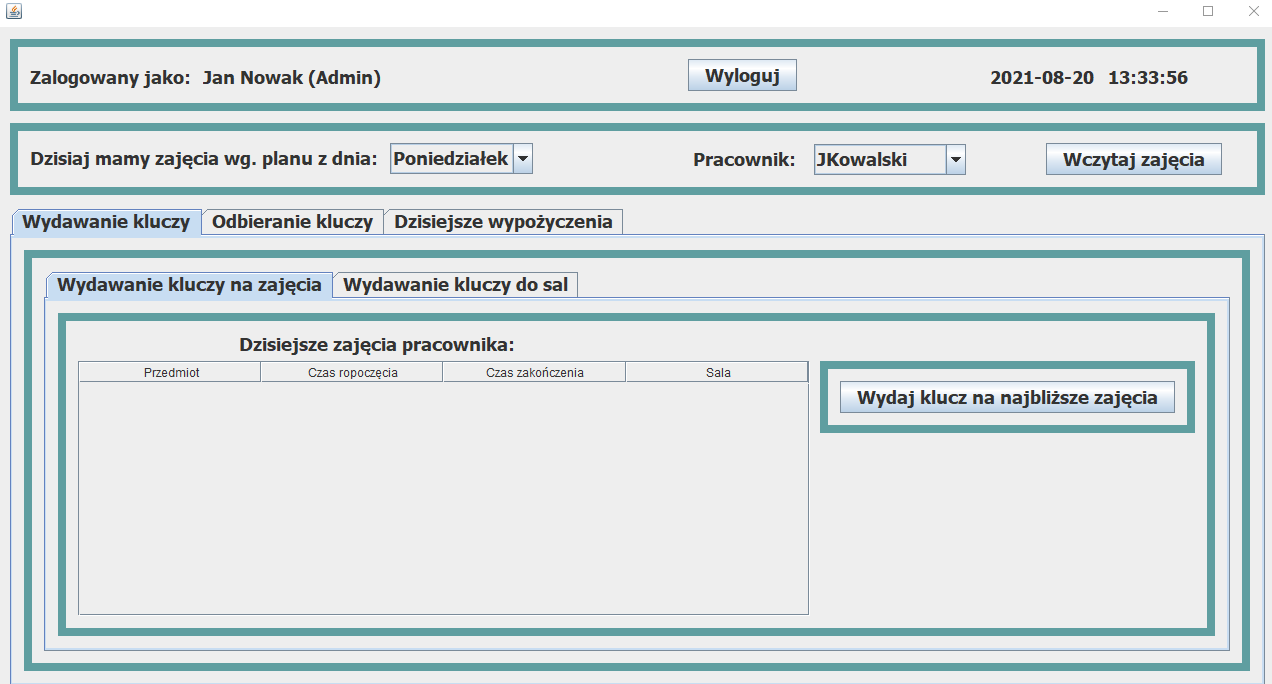 Zalogowany jako: Jan Nowak (Admin) Wyloguj 2021-08-20 13:33:56
Dzisiaj mamy zajęcia wg. planu z dnia: Poniedziałek Pracownik: JKowalski Wczytaj zajęcia
Wydawanie kluczy Odbieranie kluczy Dzisiejsze wypożyczenia
Wydawanie kluczy na zajęcia Wydawanie kluczy do sal
Dzisiejsze zajęcia pracownika:
Przedmiot Czas ropoczęcia Czas zakończenia Sala
Wydaj klucz na najbliższe zajęcia